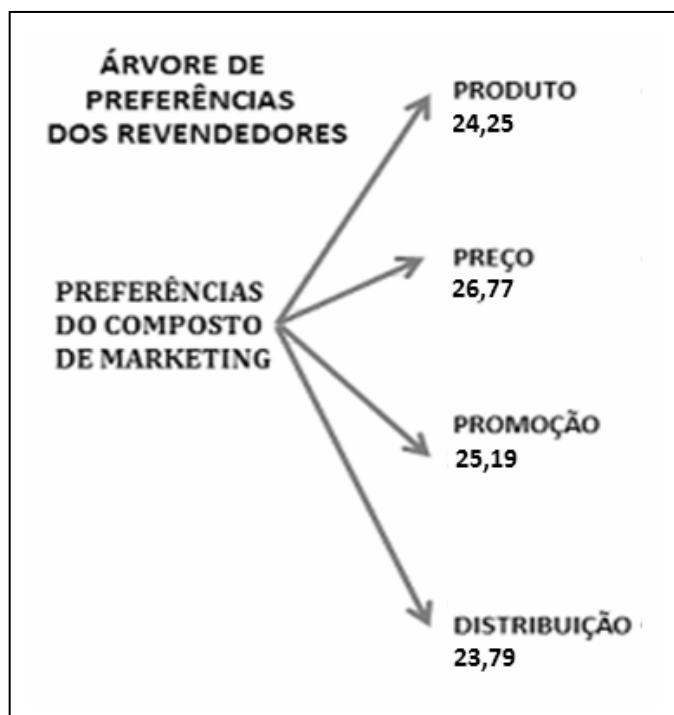 ÁRVORE DE
PREFERÊNCIAS
DOS REVENDEDORES
PREFERÊNCIAS
DO COMPOSTO
DE MARKETING
PRODUTO
24,25
PREÇO
26,77
PROMOÇÃO
25,19
DISTRIBUIÇÃO
23,79